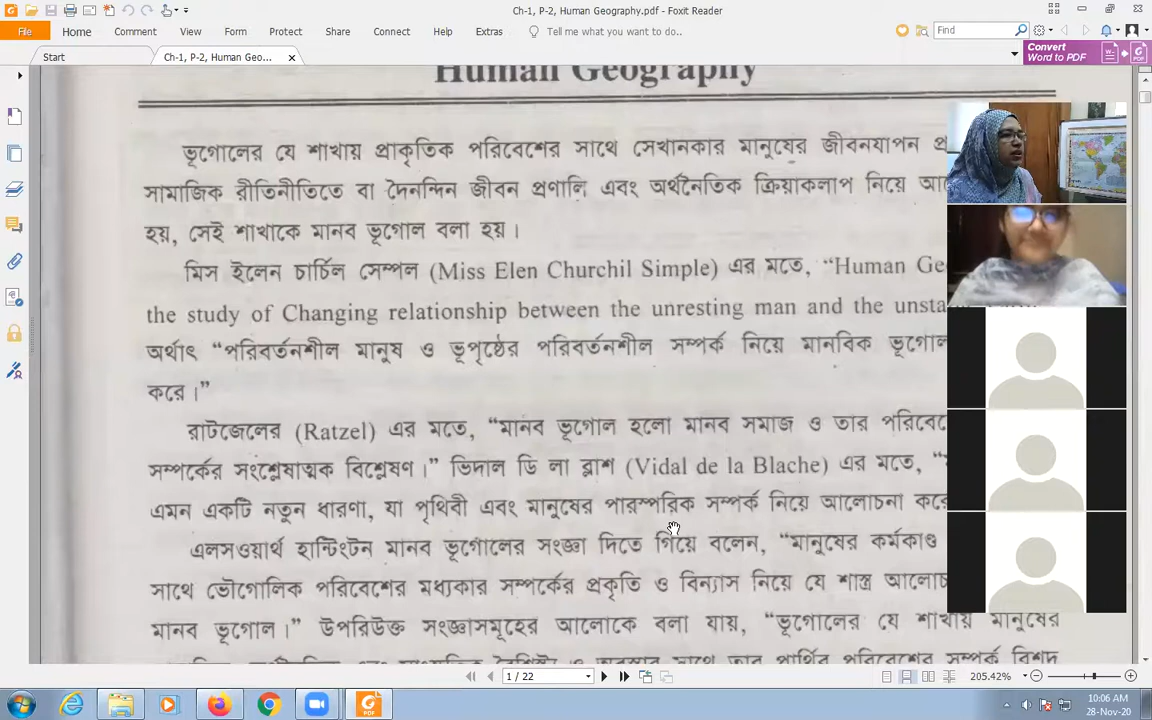 Ch-1, P-2, Human Geography.pdf - Foxit Reader
File Home Comment View Form Protect Share Connect Help Extras Tell me what you want to do.. Find
Start Ch-1, P-2, Human Geo... Convert Word to PDF
Human Geography
ভূগোলের যে শাখায় প্রাকৃতিক পরিবেশের সাথে সেখানকার মানুষের জীবনযাপন
সামাজিক রীতিনীতিতে বা দৈনন্দিন জীবন প্রণালি এবং অর্থনৈতিক ক্রিয়াকলাপ নিয়ে
হয়, সেই শাখাকে মানব ভূগোল বলা হয়।
মিস ইলেন চার্চিল সেম্পল (Miss Elen Churchil Simple) এর মতে, “Human
the study of Changing relationship between the unresting man and the
অর্থাৎ “পরিবর্তনশীল মানুষ ও ভূপৃষ্ঠের পরিবর্তনশীল সম্পর্ক নিয়ে মানবিক ভূগোল
করে।”
রাটজেলের (Ratzel) এর মতে, “মানব ভূগোল হলো মানব সমাজ ও তার
সম্পর্কের সংশ্লেষাত্মক বিশ্লেষণ।” ভিদাল ডি লা ব্লাশ (Vidal de la Blache) এর মতে,
এমন একটি নতুন ধারণা, যা পৃথিবী এবং মানুষের পারস্পরিক সম্পর্ক নিয়ে আলোচনা করে
এলসওয়ার্থ হান্টিংটন মানব ভূগোলের সংজ্ঞা দিতে গিয়ে বলেন, “মানুষের কর্মকাণ্ড
সাথে ভৌগোলিক পরিবেশের মধ্যকার সম্পর্কের প্রকৃতি ও বিন্যাস নিয়ে যে শাস্ত্র
মানব ভূগোল।” উপরিউক্ত সংজ্ঞাসমূহের আলোকে বলা যায়, “ভূগোলের যে শাখায় মানুষের
1 / 22 205.42%
10:06 AM
28-Nov-20